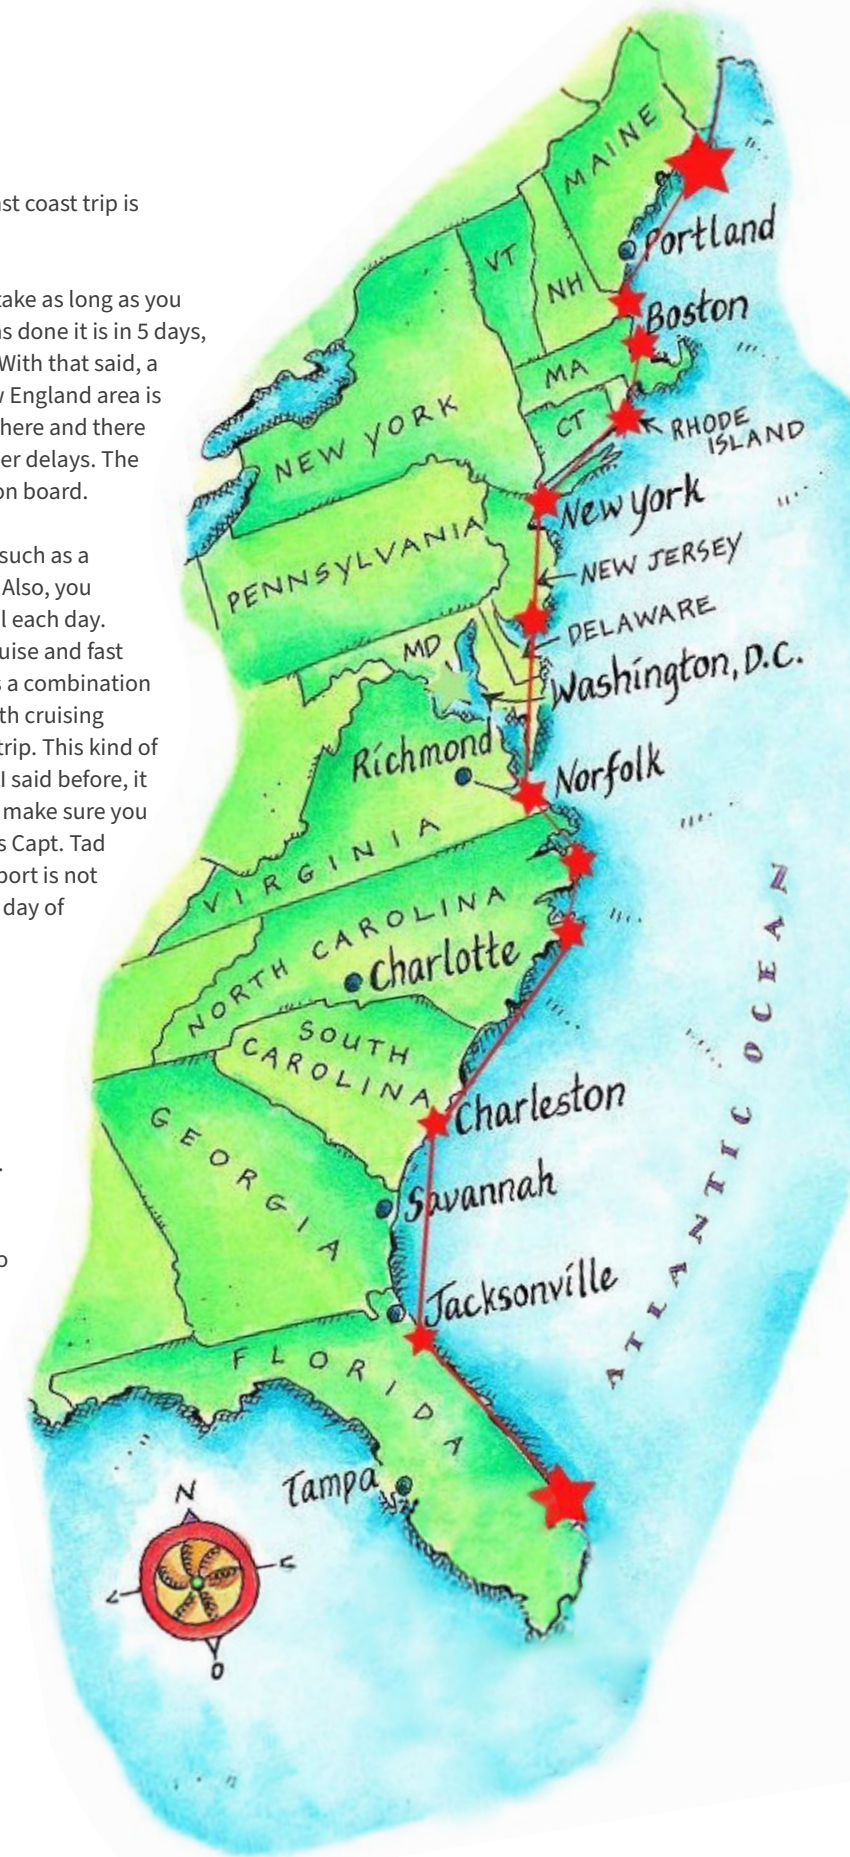 ast coast trip is
take as long as you
as done it is in 5 days,
With that said, a
England area is
here and there
er delays. The
on board.
such as a
Also, you
l each day.
uise and fast
s a combination
th cruising
trip. This kind of
I said before, it
make sure you
s Capt. Tad
port is not
day of
.
o
MAINE
Portland
VT
NH
Boston
MA
CT
RHODE
ISLAND
NEW YORK
New York
PENNSYLVANIA
NEW JERSEY
DELAWARE
MD
Washington, D.C.
Richmond
Norfolk
VIRGINIA
NORTH CAROLINA
Charlotte
SOUTH
CAROLINA
Charleston
GEORGIA
Savannah
Jacksonville
ATLANTIC OCEAN
FLORIDA
Tampa
N
O